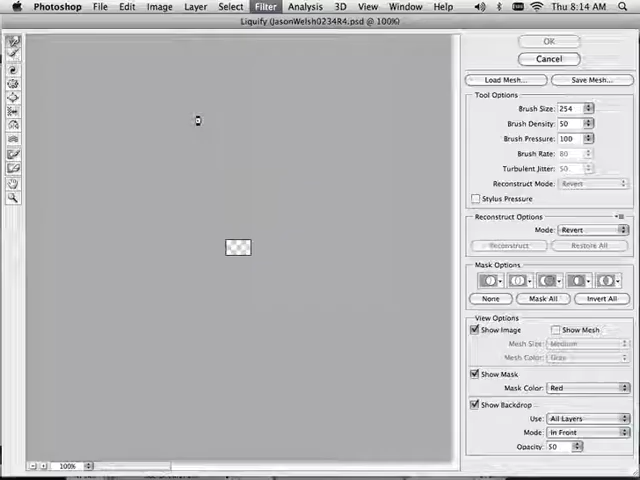 Photoshop File Edit Image Layer Select Filter Analysis 3D View Window Help Thu 8:14 AM
Liquify (JasonWelsh0234R4.psd @ 100%)
OK
Cancel
Load Mesh... Save Mesh...
Tool Options
Brush Size: 254
Brush Density: 50
Brush Pressure: 100
Brush Rate: 80
Turbulent Jitter: 50
Reconstruct Mode: Revert
Stylus Pressure
Reconstruct Options
Mode: Revert
Reconstruct Restore All
Mask Options
None Mask All Invert All
View Options
Show Image Show Mesh
Mesh Size: Medium
Mesh Color: Gray
Show Mask
Mask Color: Red
Show Backdrop
Use: All Layers
Mode: In Front
Opacity: 50
100%